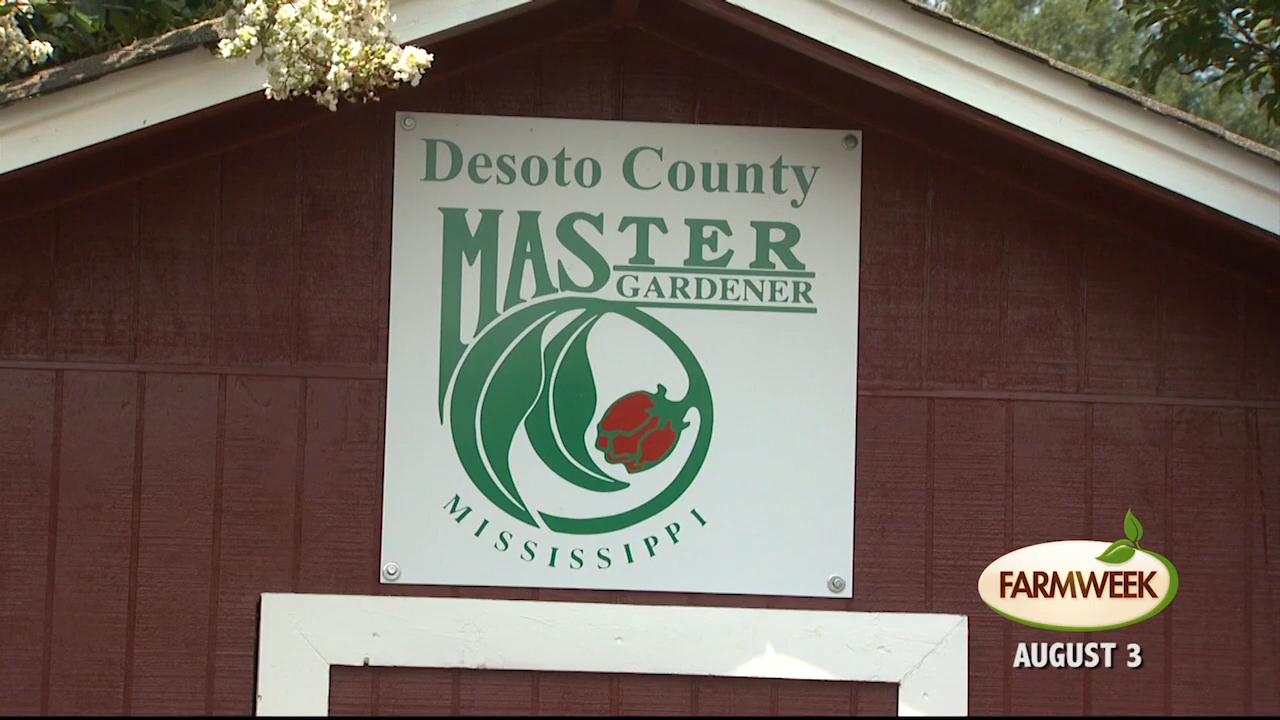 Desoto County
MASTER
GARDENER
MISSISSIPPI
FARMWEEK
AUGUST 3